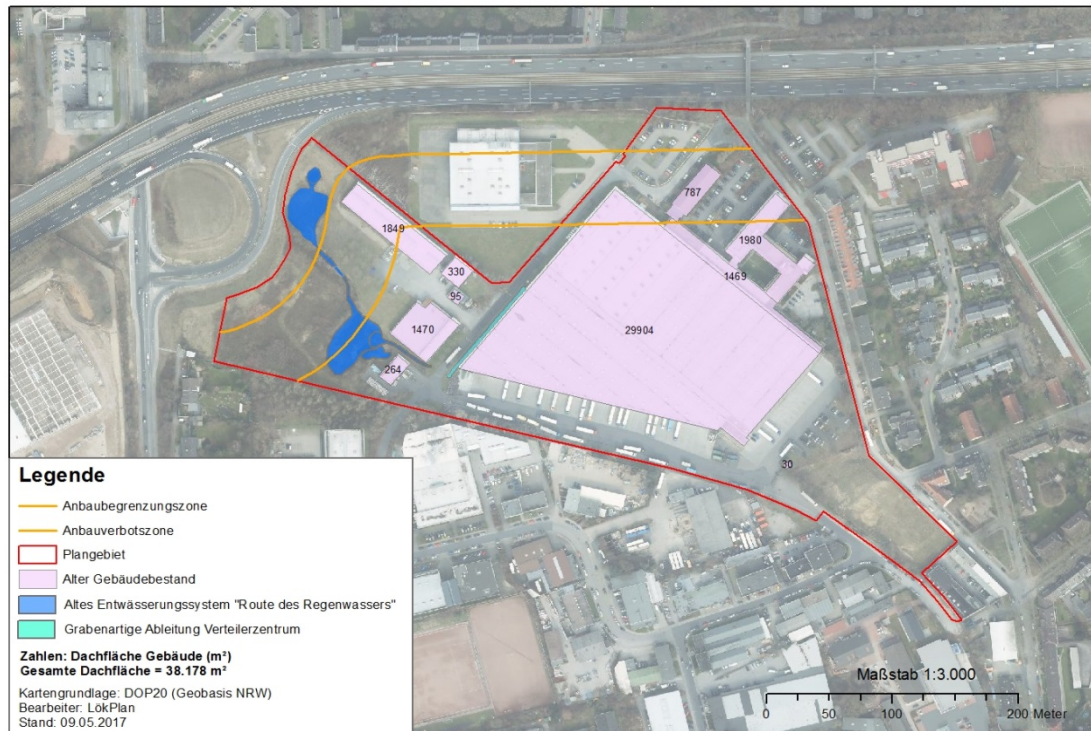 787
1849
1980
330
1469
95
1470
29904
264
30
Legende
Anbaubegrenzungszone
Anbauverbotszone
Plangebiet
Alter Gebäudebestand
Altes Entwässerungssystem "Route des Regenwassers"
Grabenartige Ableitung Verteilerzentrum
Zahlen: Dachfläche Gebäude (m²)
Gesamte Dachfläche = 38.178 m²
Kartengrundlage: DOP20 (Geobasis NRW)
Bearbeiter: LökPlan
Stand: 09.05.2017
Maßstab 1:3.000
0 50 100 200 Meter